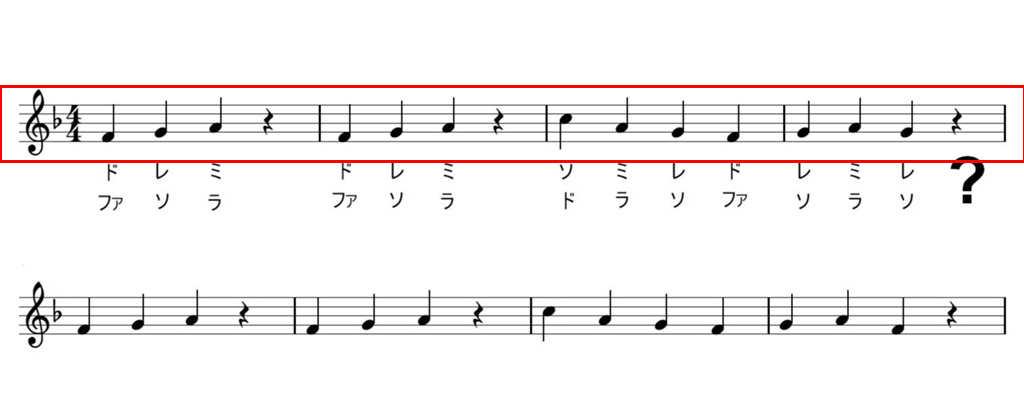 4
4
ド レ ミ ド レ ミ ソ ミ レ ド レ ミ レ
ファ ソ ラ ファ ソ ラ ド ラ ソ ファ ソ ラ ソ ?